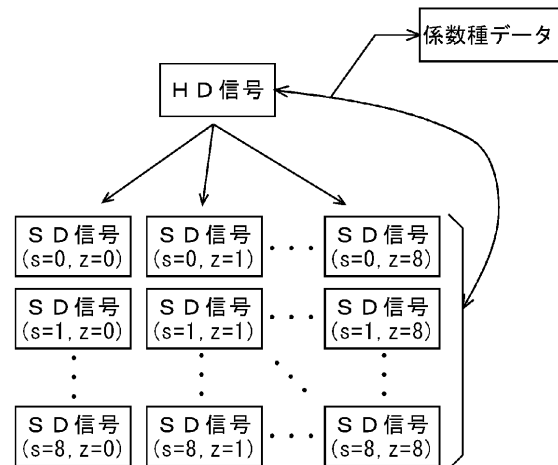 係数種データ
ＨＤ信号
ＳＤ信号
(s=0, z=0)
ＳＤ信号
(s=0, z=1)
・・・
ＳＤ信号
(s=0, z=8)
ＳＤ信号
(s=1, z=0)
ＳＤ信号
(s=1, z=1)
・・・
ＳＤ信号
(s=1, z=8)
ＳＤ信号
(s=8, z=0)
ＳＤ信号
(s=8, z=1)
・・・
ＳＤ信号
(s=8, z=8)